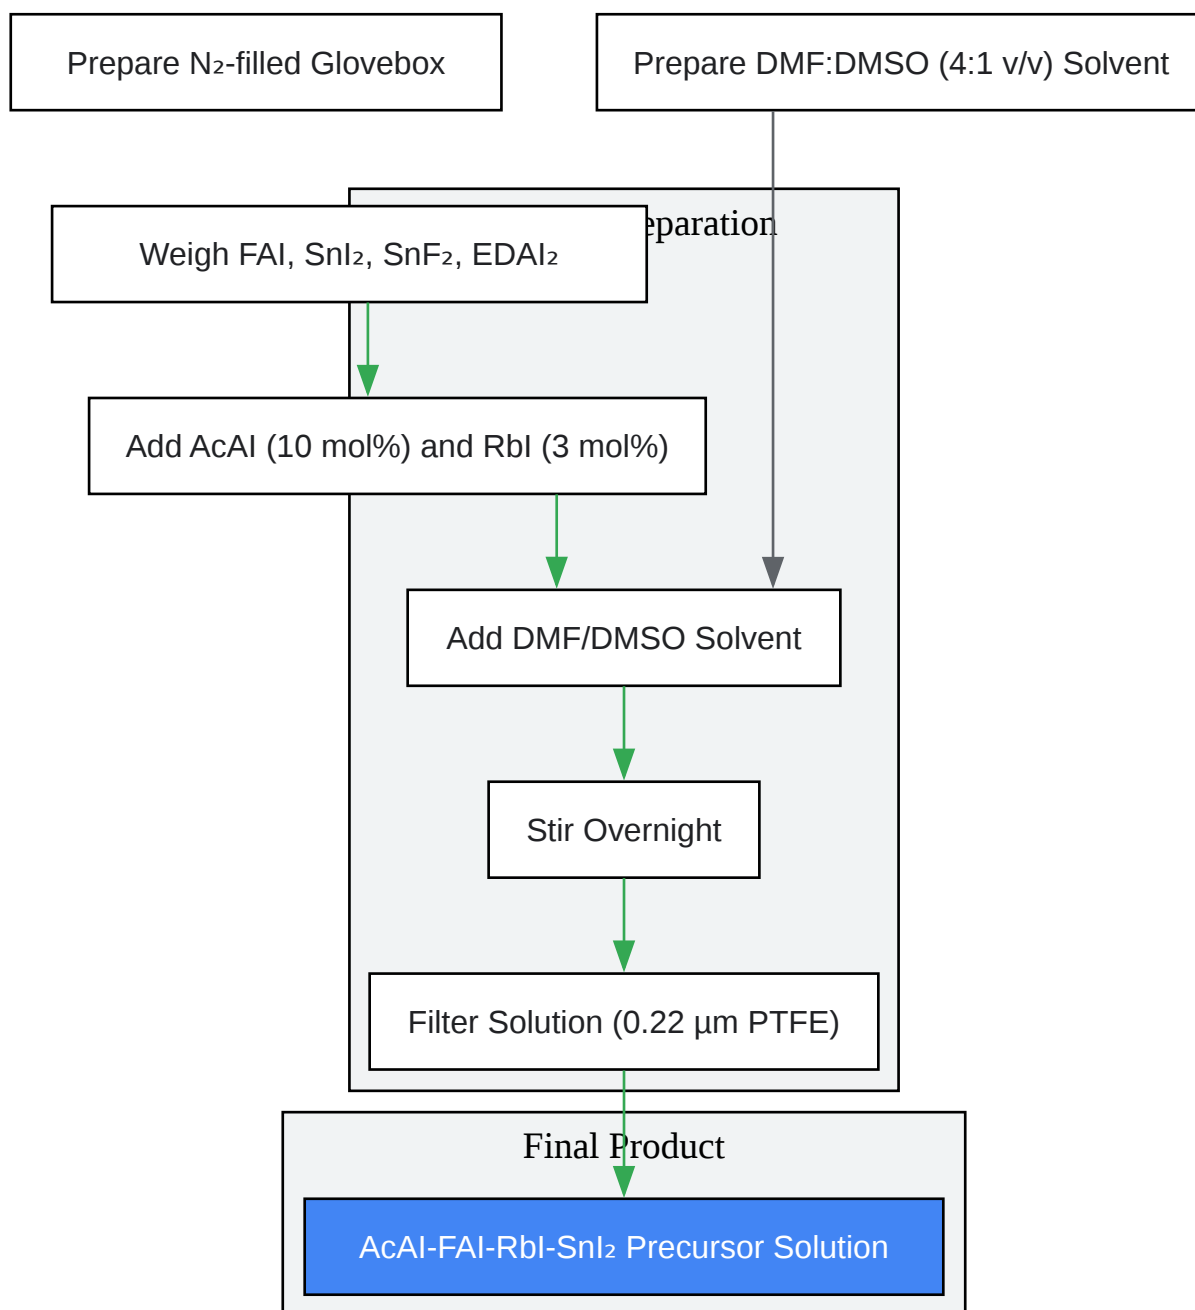 Prepare N₂-filled Glovebox
Prepare DMF:DMSO (4:1 v/v) Solvent
Weigh FAI, SnI₂, SnF₂, EDAI₂
Add AcAI (10 mol%) and RbI (3 mol%)
Add DMF/DMSO Solvent
Stir Overnight
Filter Solution (0.22 µm PTFE)
Final Product
AcAI-FAI-RbI-SnI₂ Precursor Solution